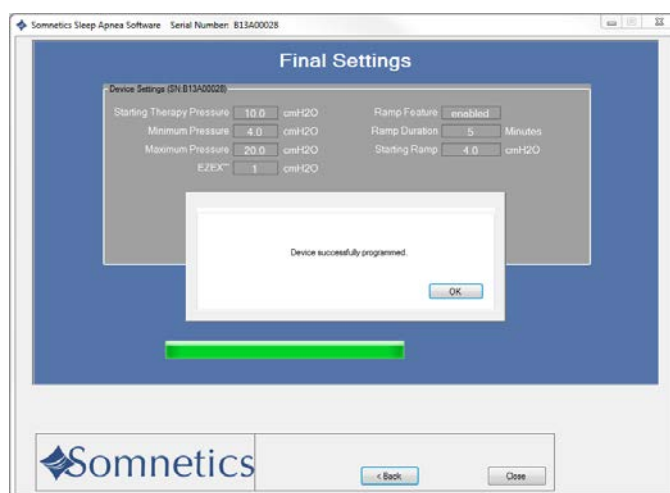 Somnetics Sleep Apnea Software Serial Number: B13A00028
Final Settings
Device Settings (SN:B13A00028)
Starting Therapy Pressure 10.0 cmH2O Ramp Feature enabled
Minimum Pressure 4.0 cmH2O Ramp Duration 5 Minutes
Maximum Pressure 20.0 cmH2O Starting Ramp 4.0 cmH2O
EZEX™ 1 cmH2O
Device successfully programmed.
OK
Somnetics
< Back Close